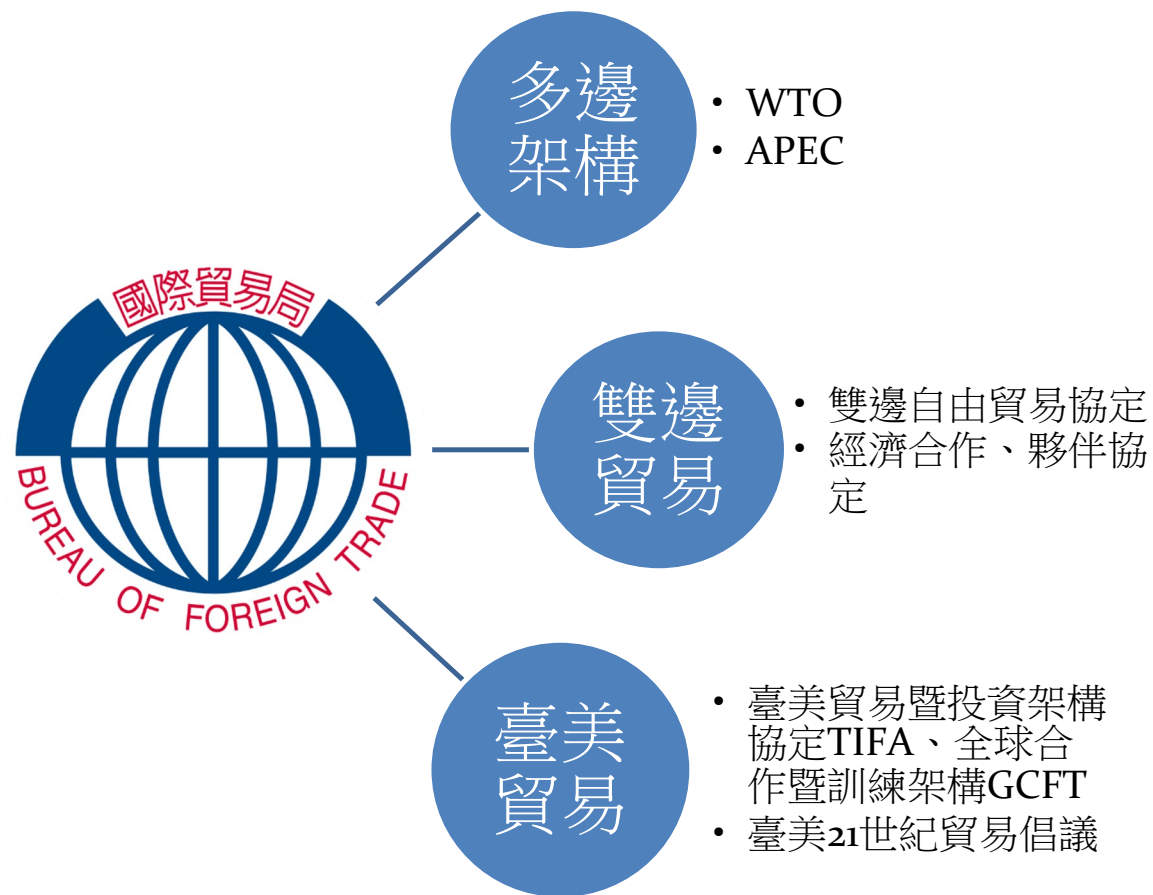 多邊
架構
• WTO
• APEC
國際貿易局
BUREAU OF FOREIGN TRADE
雙邊
貿易
• 雙邊自由貿易協定
• 經濟合作、夥伴協
定
臺美
貿易
• 臺美貿易暨投資架構
協定TIFA、全球合
作暨訓練架構GCFT
• 臺美21世紀貿易倡議